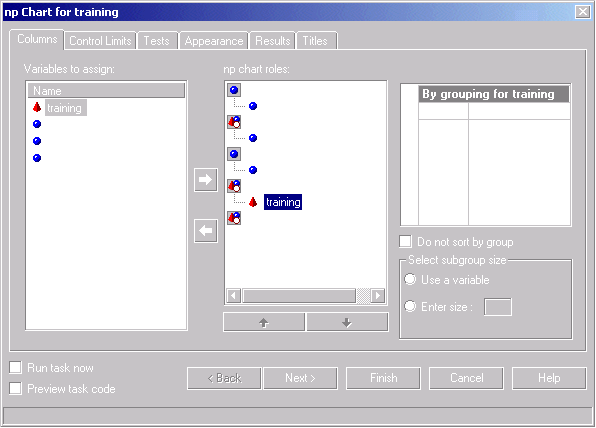 np Chart for training
Columns
Control Limits
Tests
Appearance
Results
Titles
Variables to assign:
Name
training
np chart roles:
training
By grouping for training
Do not sort by group
Select subgroup size
Use a variable
Enter size :
Run task now
Preview task code
< Back
Next >
Finish
Cancel
Help